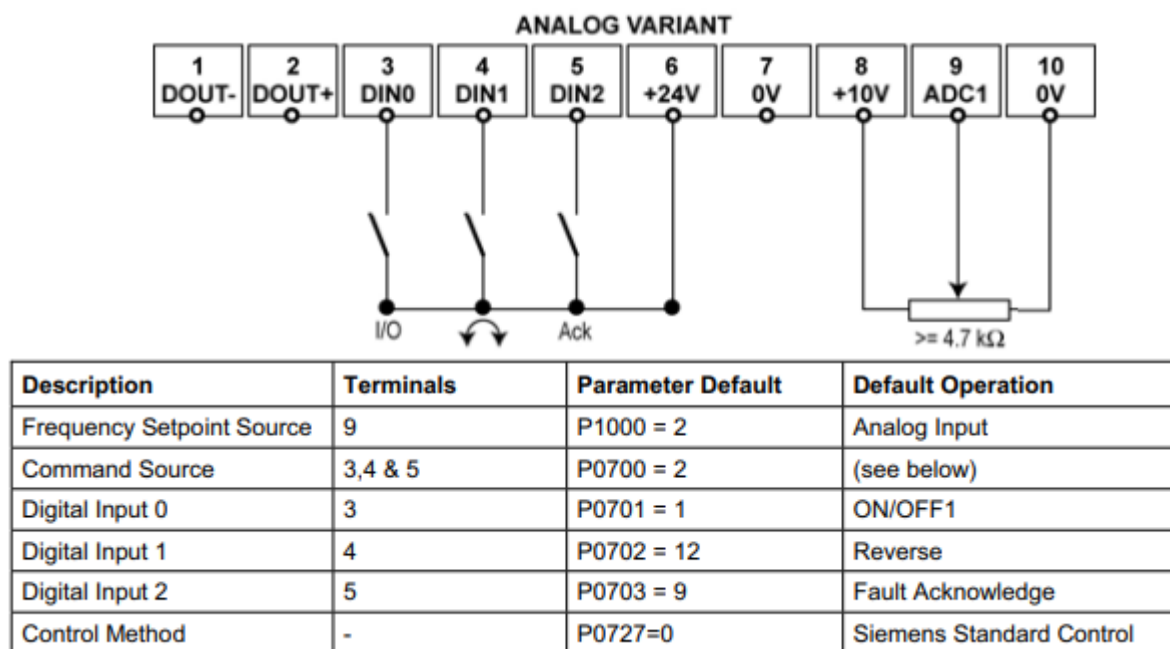 ANALOG VARIANT
1 2 3 4 5 6 7 8 9 10
DOUT- DOUT+ DIN0 DIN1 DIN2 +24V 0V +10V ADC1 0V
I/O Ack >= 4.7 kΩ
Description Terminals Parameter Default Default Operation
Frequency Setpoint Source 9 P1000 = 2 Analog Input
Command Source 3,4 & 5 P0700 = 2 (see below)
Digital Input 0 3 P0701 = 1 ON/OFF1
Digital Input 1 4 P0702 = 12 Reverse
Digital Input 2 5 P0703 = 9 Fault Acknowledge
Control Method - P0727=0 Siemens Standard Control